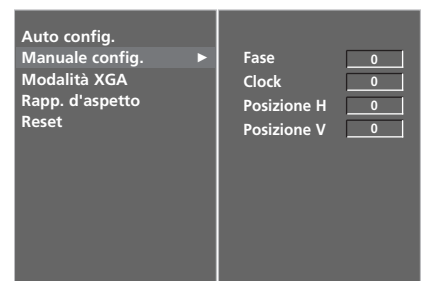 Auto config.
Manuale config. ►
Modalità XGA
Rapp. d'aspetto
Reset
Fase 0
Clock 0
Posizione H 0
Posizione V 0